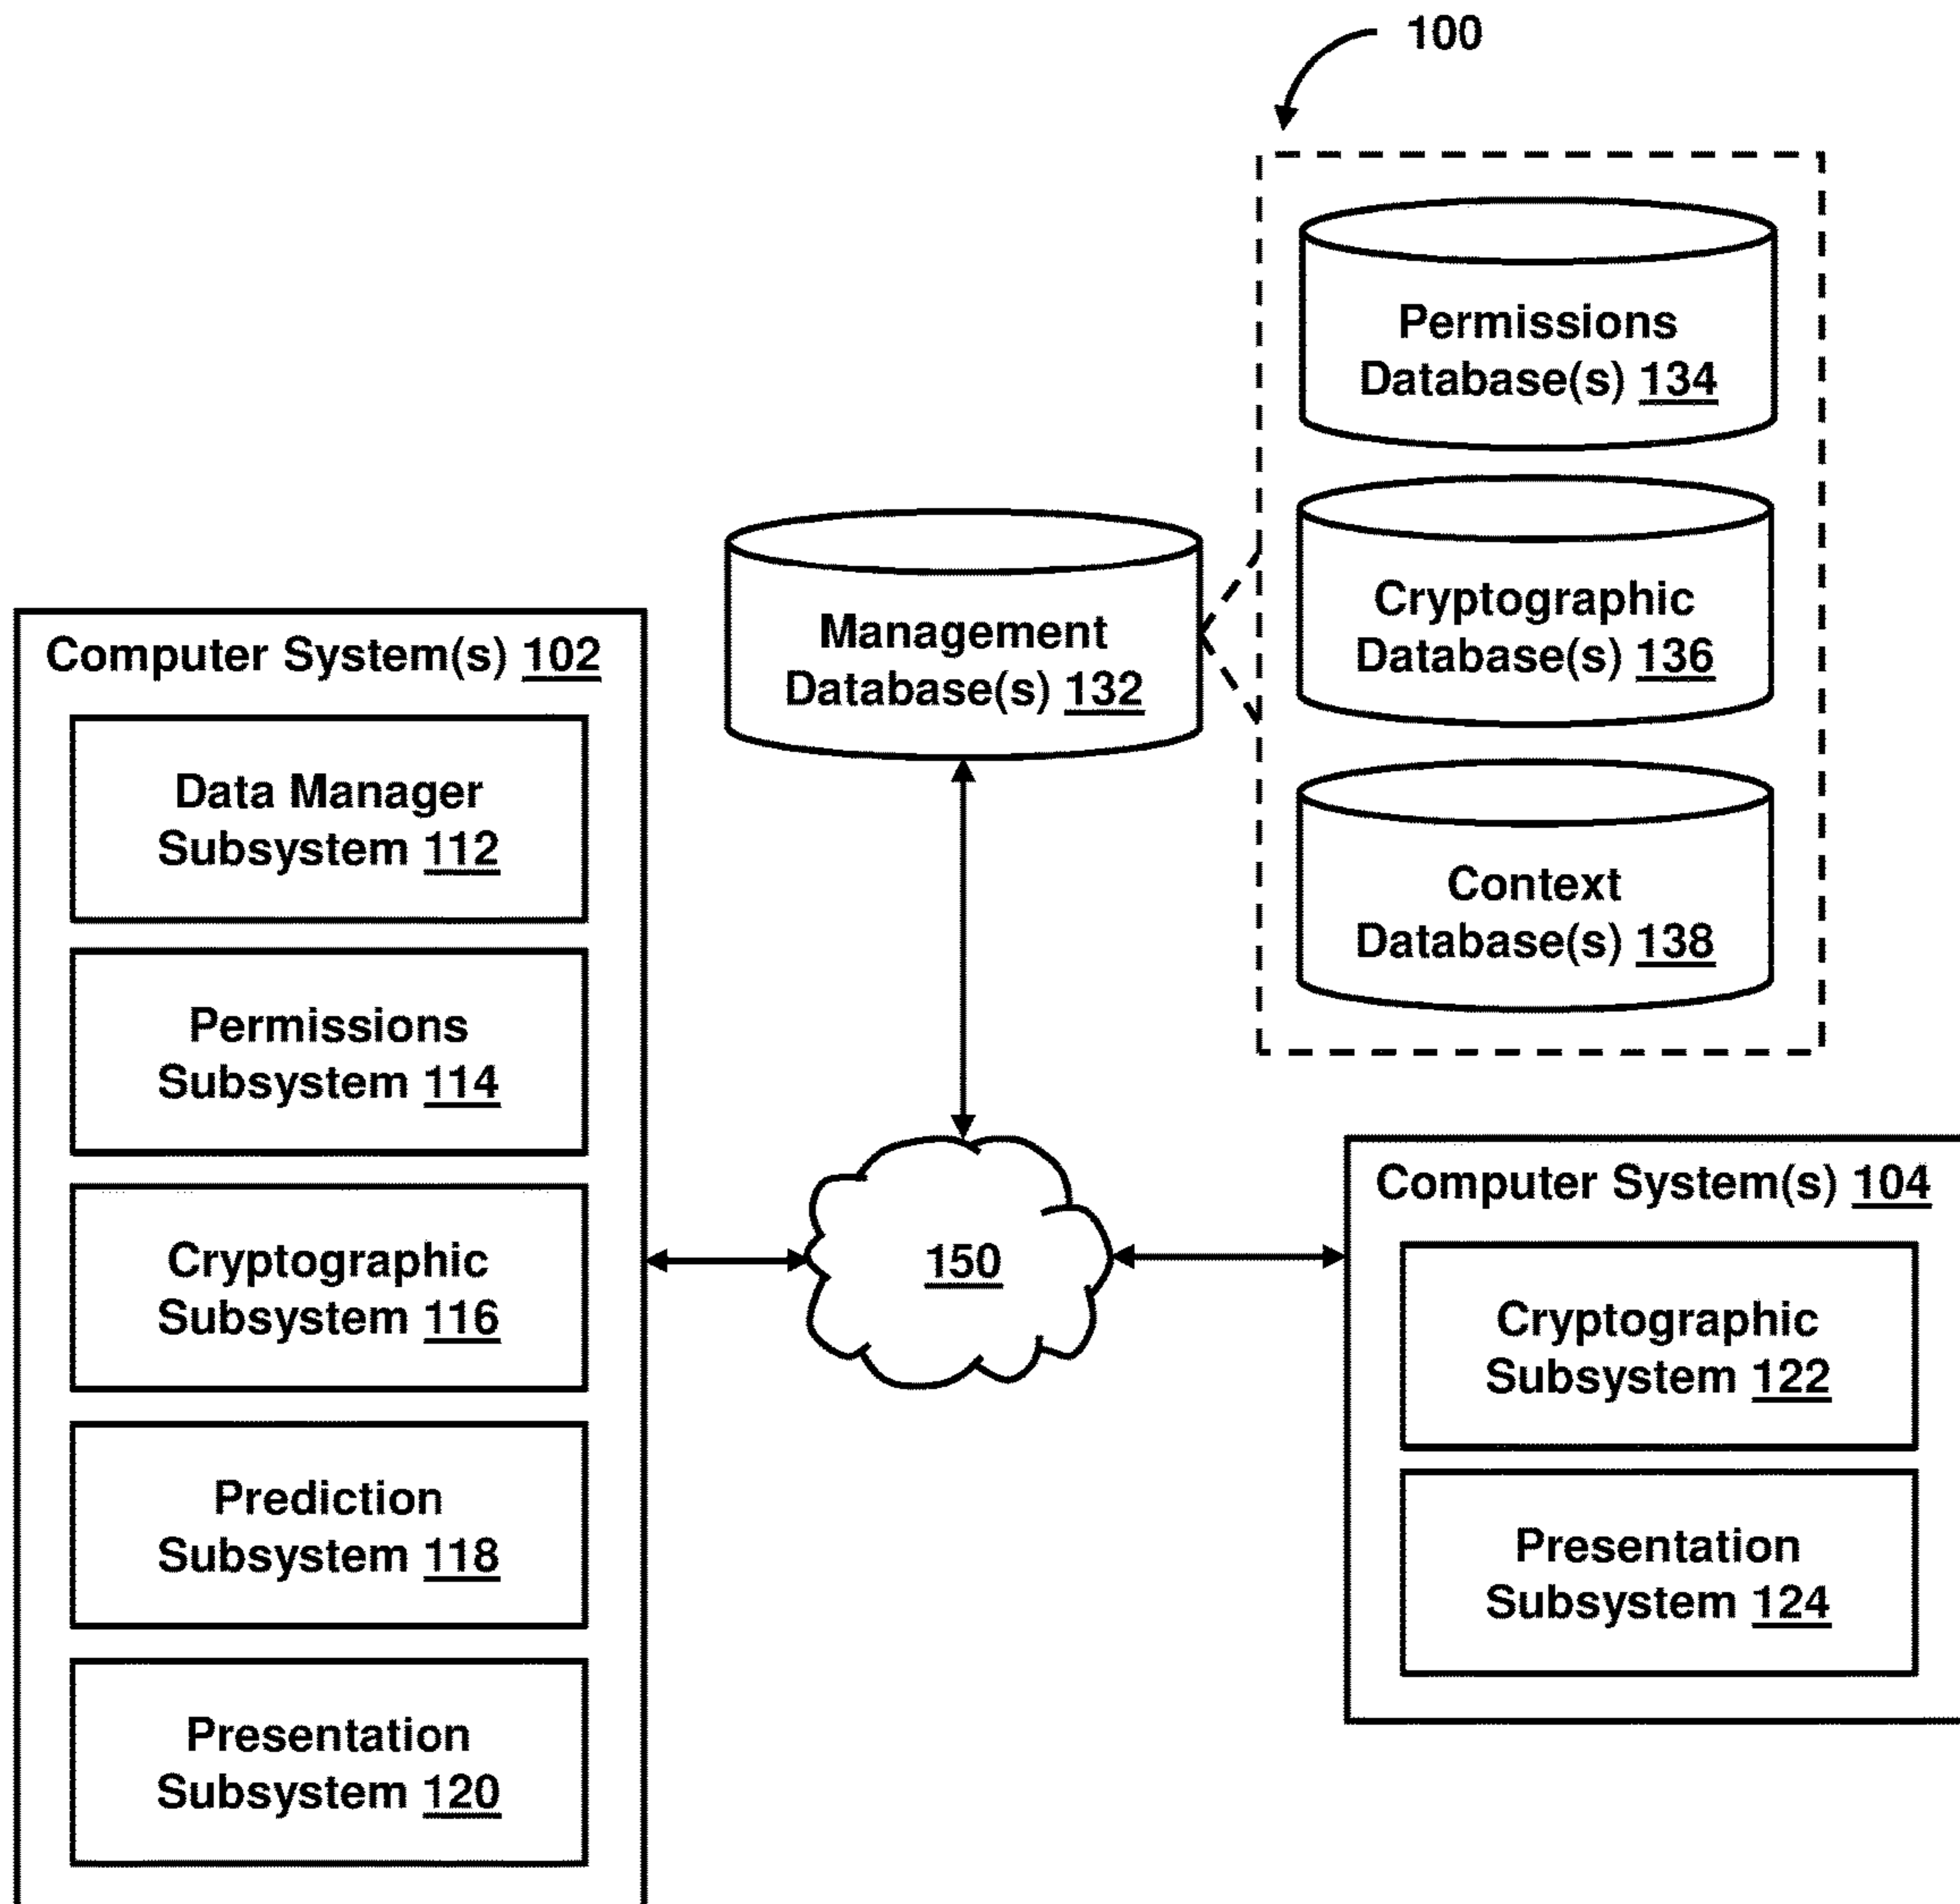 100
Permissions
Database(s) 134
Cryptographic
Database(s) 136
Context
Database(s) 138
Management
Database(s) 132
Computer System(s) 102
Data Manager
Subsystem 112
Permissions
Subsystem 114
Cryptographic
Subsystem 116
Prediction
Subsystem 118
Presentation
Subsystem 120
150
Computer System(s) 104
Cryptographic
Subsystem 122
Presentation
Subsystem 124